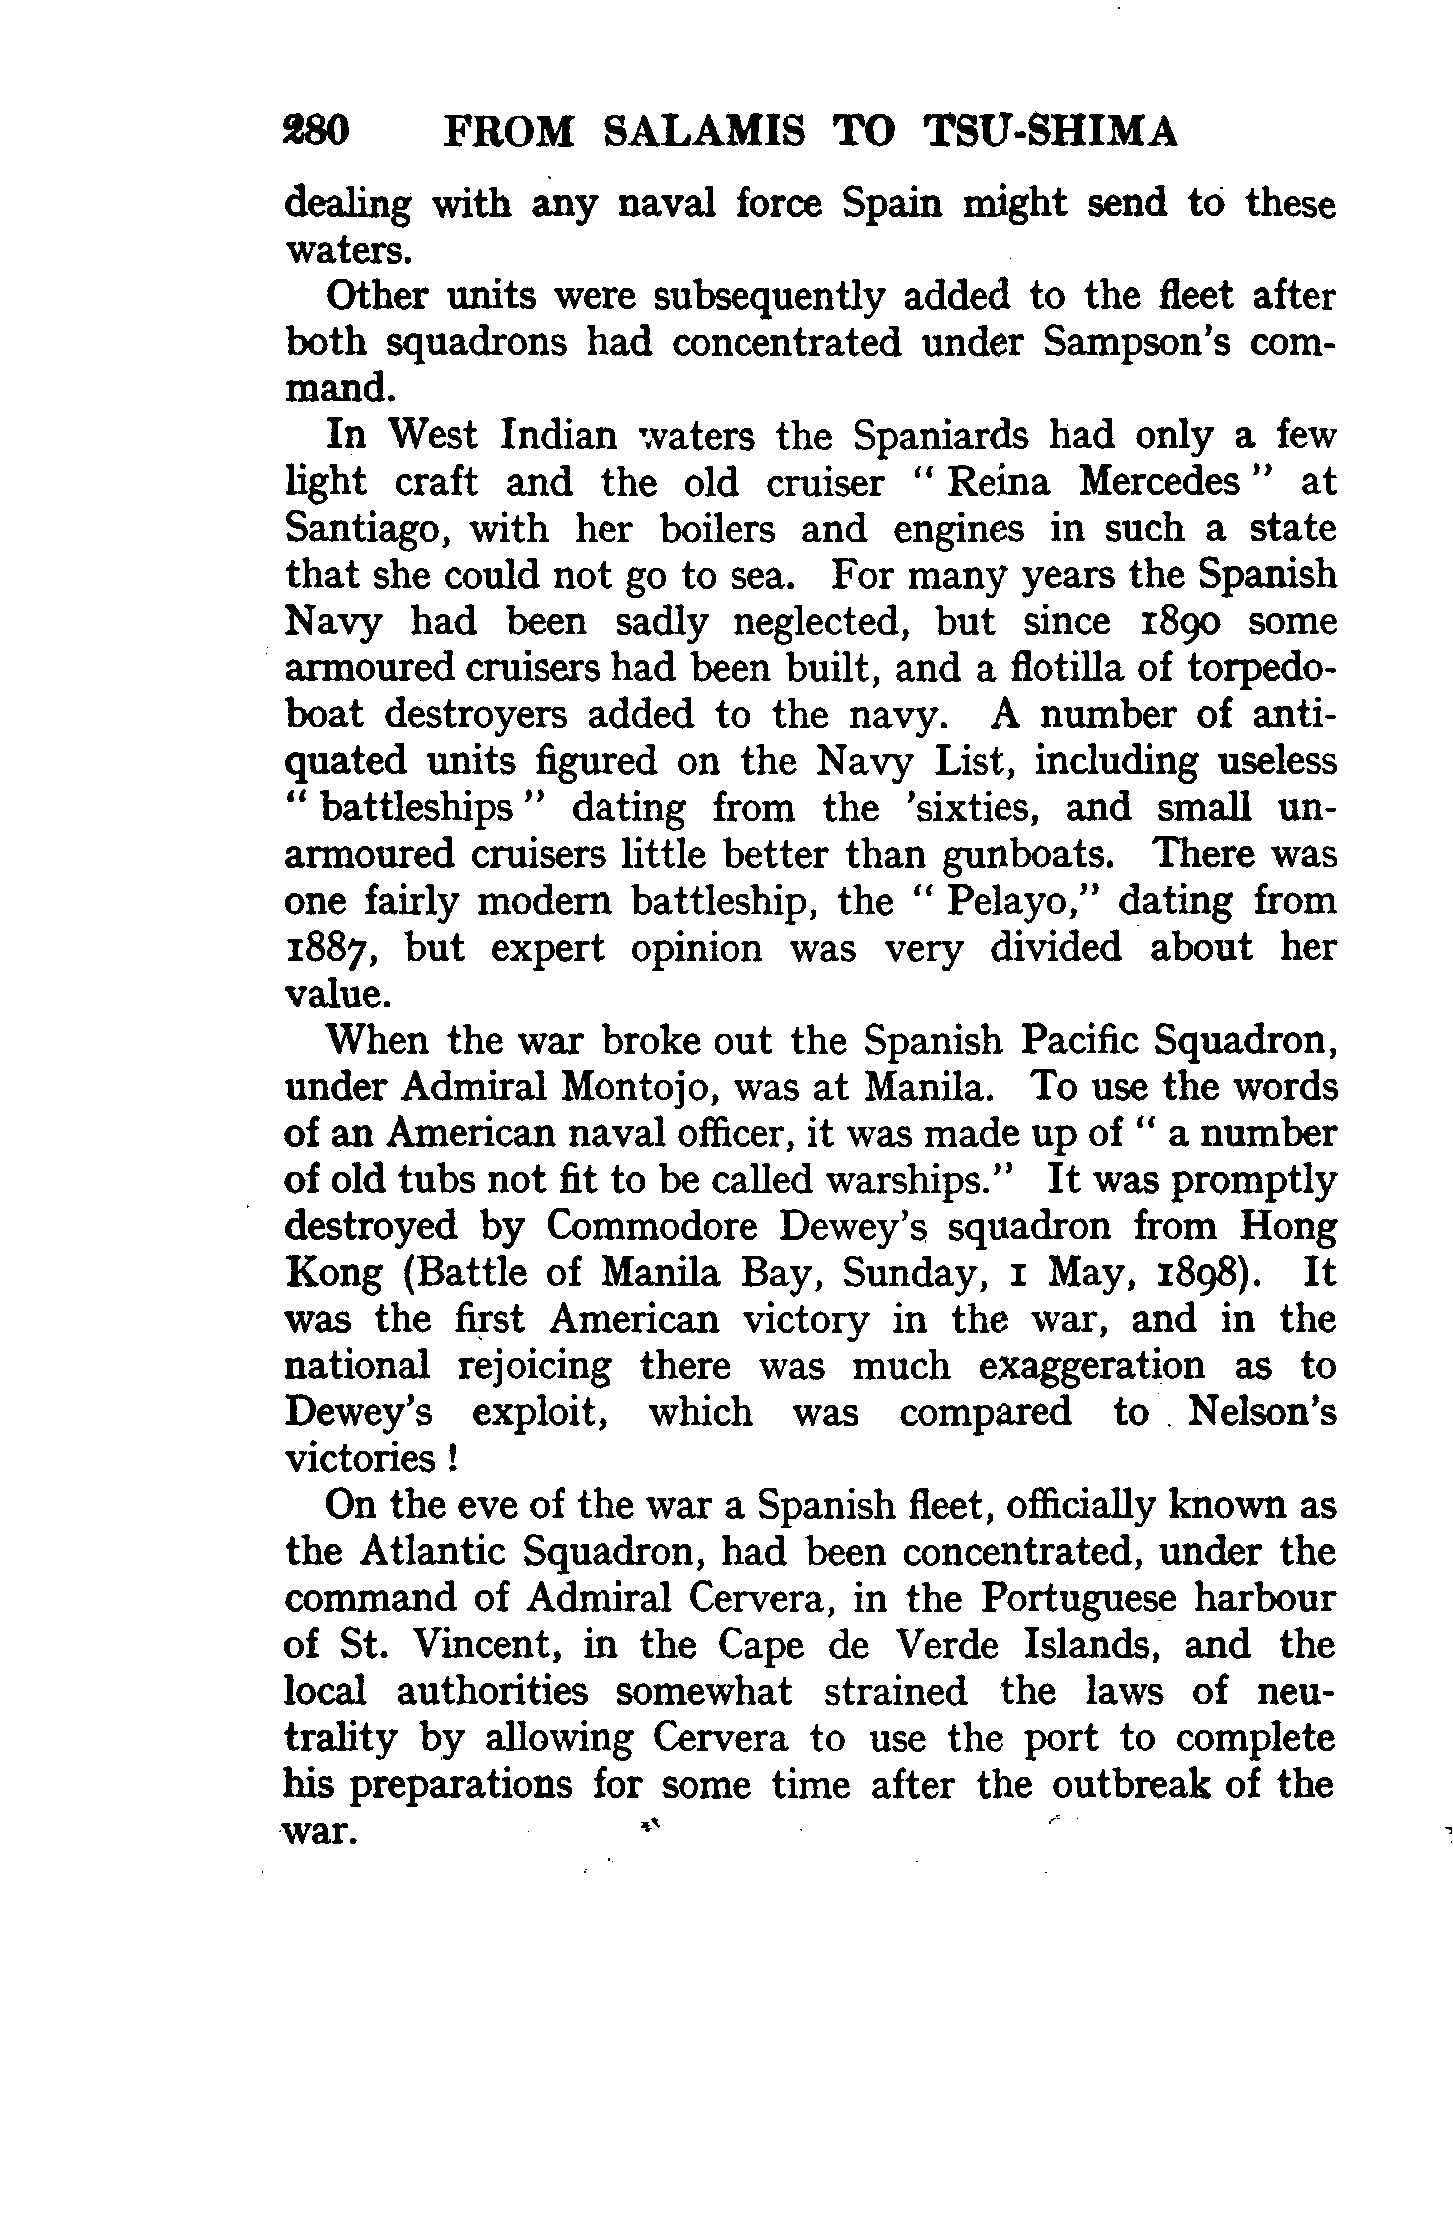 280 FROM SALAMIS TO TSU-SHIMA
dealing with any naval force Spain might send to these
waters.
Other units were subsequently added to the fleet after
both squadrons had concentrated under Sampson's com-
mand.
In West Indian waters the Spaniards had only a few
light craft and the old cruiser " Reina Mercedes " at
Santiago, with her boilers and engines in such a state
that she could not go to sea. For many years the Spanish
Navy had been sadly neglected, but since 1890 some
armoured cruisers had been built, and a flotilla of torpedo-
boat destroyers added to the navy. A number of anti-
quated units figured on the Navy List, including useless
" battleships " dating from the 'sixties, and small un-
armoured cruisers little better than gunboats. There was
one fairly modern battleship, the " Pelayo," dating from
1887, but expert opinion was very divided about her
value.
When the war broke out the Spanish Pacific Squadron,
under Admiral Montojo, was at Manila. To use the words
of an American naval officer, it was made up of " a number
of old tubs not fit to be called warships." It was promptly
destroyed by Commodore Dewey's squadron from Hong
Kong (Battle of Manila Bay, Sunday, 1 May, 1898). It
was the first American victory in the war, and in the
national rejoicing there was much exaggeration as to
Dewey's exploit, which was compared to Nelson's
victories !
On the eve of the war a Spanish fleet, officially known as
the Atlantic Squadron, had been concentrated, under the
command of Admiral Cervera, in the Portuguese harbour
of St. Vincent, in the Cape de Verde Islands, and the
local authorities somewhat strained the laws of neu-
trality by allowing Cervera to use the port to complete
his preparations for some time after the outbreak of the
war.